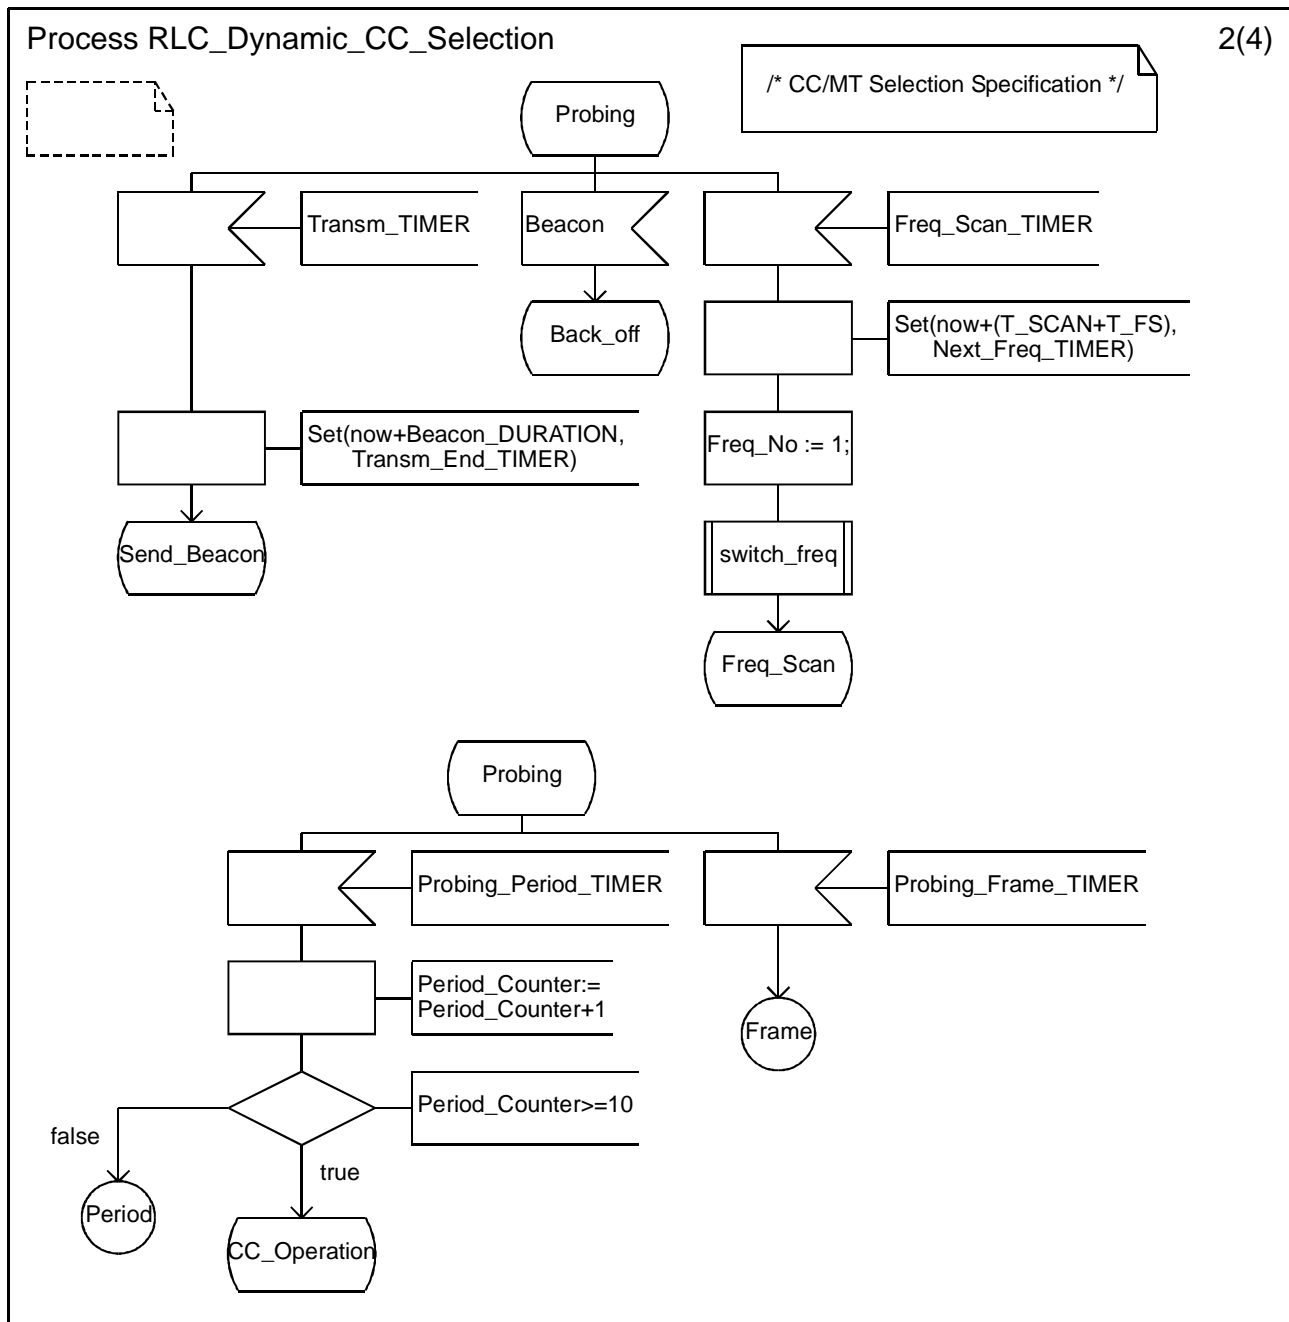 Process RLC_Dynamic_CC_Selection
2(4)
/* CC/MT Selection Specification */
Probing
Transm_TIMER
Beacon
Freq_Scan_TIMER
Back_off
Set(now+(T_SCAN+T_FS),
Next_Freq_TIMER)
Set(now+Beacon_DURATION,
Transm_End_TIMER)
Freq_No := 1;
Send_Beacon
switch_freq
Freq_Scan
Probing
Probing_Period_TIMER
Probing_Frame_TIMER
Period_Counter:=
Period_Counter+1
Frame
Period_Counter>=10
false
true
Period
CC_Operation